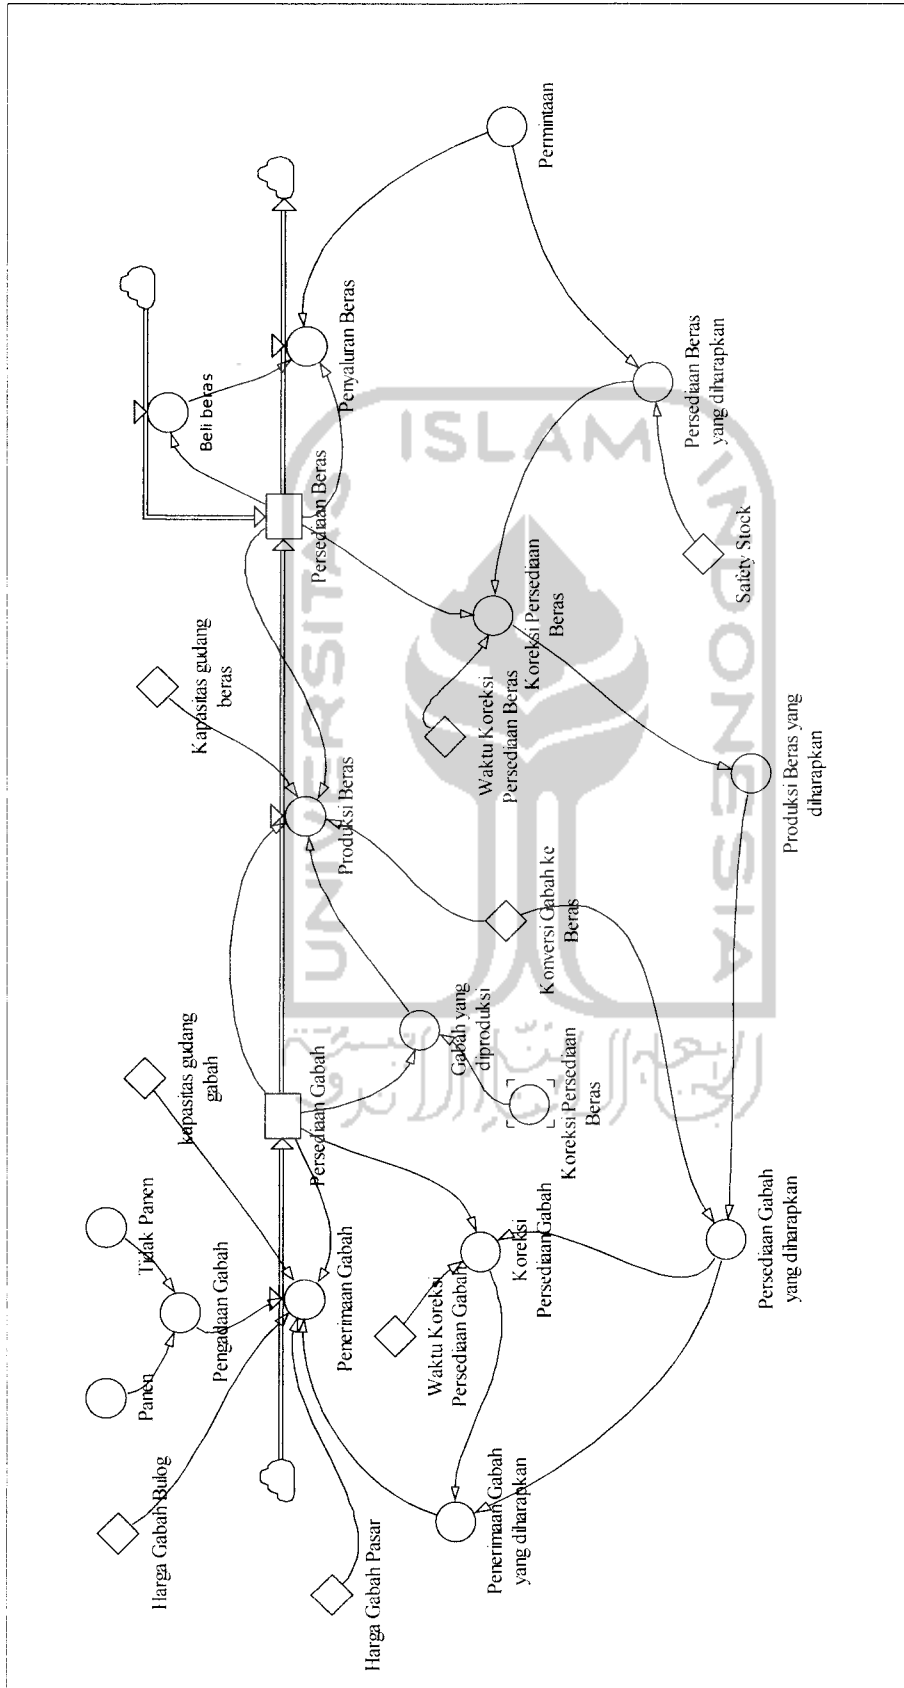 Harga Gabah Bulog
Panen
Tidak Panen
Pengadaan Gabah
kapasitas gudang
gabah
Harga Gabah Pasar
Penerimaan Gabah
Persediaan Gabah
Kapasitas gudang
beras
Produksi Beras
Persediaan Beras
Beli beras
Penyaluran Beras
Permintaan
Penerimaan Gabah
yang diharapkan
Waktu Koreksi
Persediaan Gabah
Koreksi
Persediaan Gabah
Gabah yang
diproduksi
Koreksi Persediaan
Beras
Konversi Gabah ke
Beras
Waktu Koreksi
Persediaan Beras
Koreksi Persediaan
Beras
Persediaan Beras
yang diharapkan
Safety Stock
Persediaan Gabah
yang diharapkan
Produksi Beras yang
diharapkan
UNIVERSITAS
ISLAM
INDONESIA